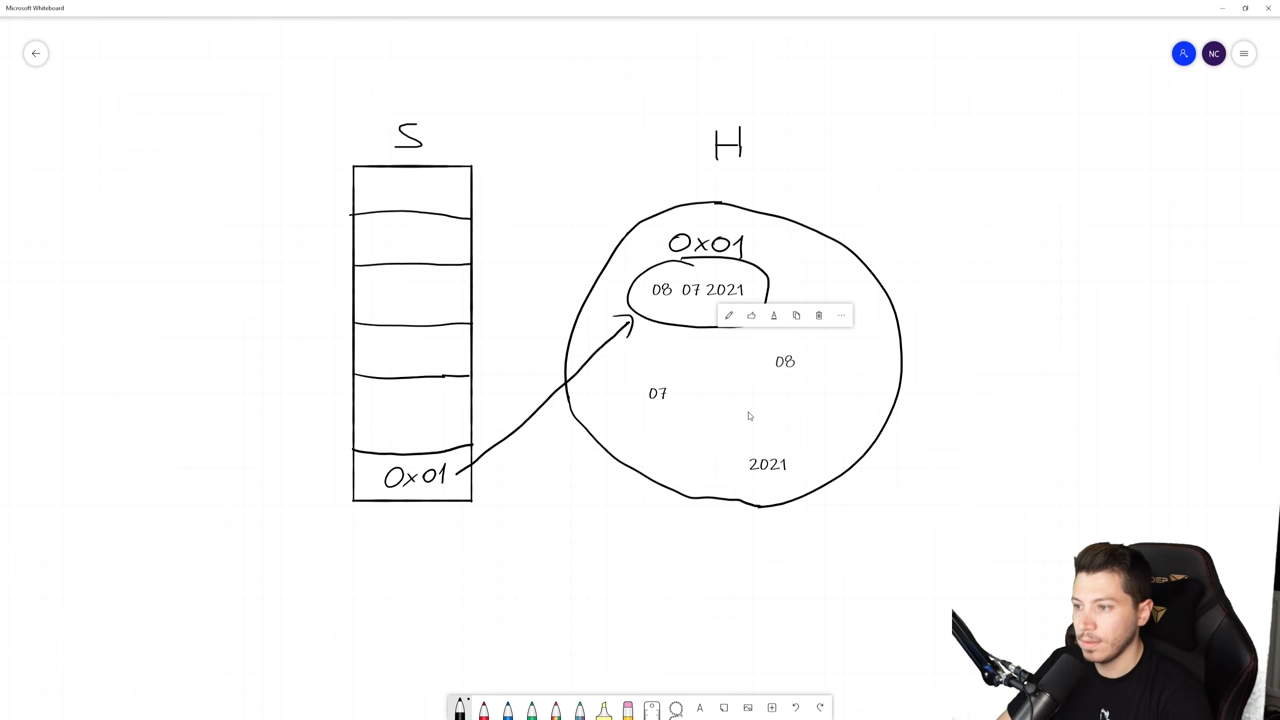 Microsoft Whiteboard
NC
S
H
0x01
08 07 2021
08
07
2021
0x01
A